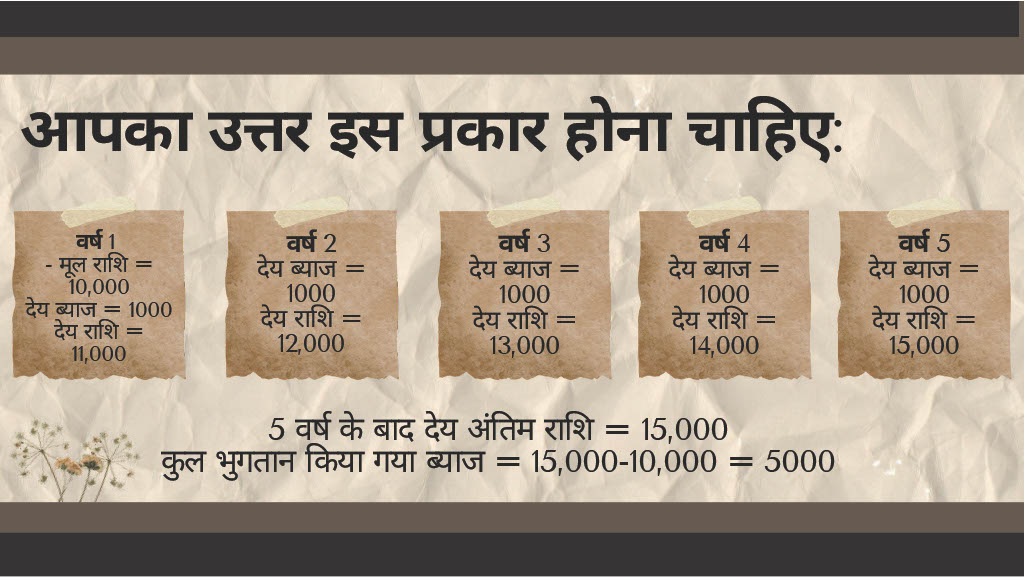 आपका उत्तर इस प्रकार होना चाहिए:
वर्ष 1
- मूल राशि =
10,000
देय ब्याज = 1000
देय राशि =
11,000
वर्ष 2
देय ब्याज =
1000
देय राशि =
12,000
वर्ष 3
देय ब्याज =
1000
देय राशि =
13,000
वर्ष 4
देय ब्याज =
1000
देय राशि =
14,000
वर्ष 5
देय ब्याज =
1000
देय राशि =
15,000
5 वर्ष के बाद देय अंतिम राशि = 15,000
कुल भुगतान किया गया ब्याज = 15,000-10,000 = 5000